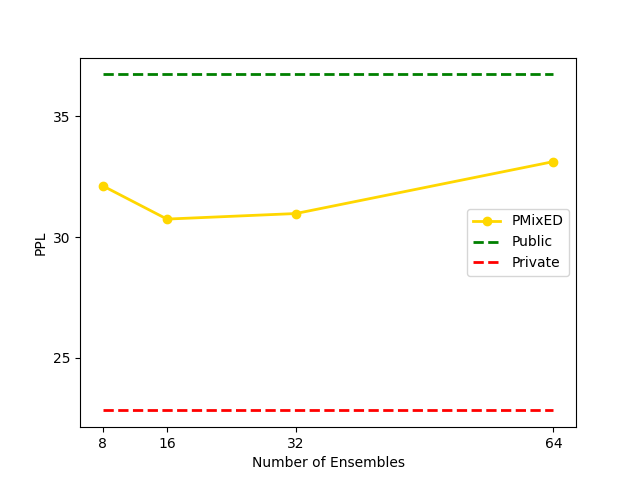 35
30
25
PPL
8
16
32
64
Number of Ensembles
PMixED
Public
Private